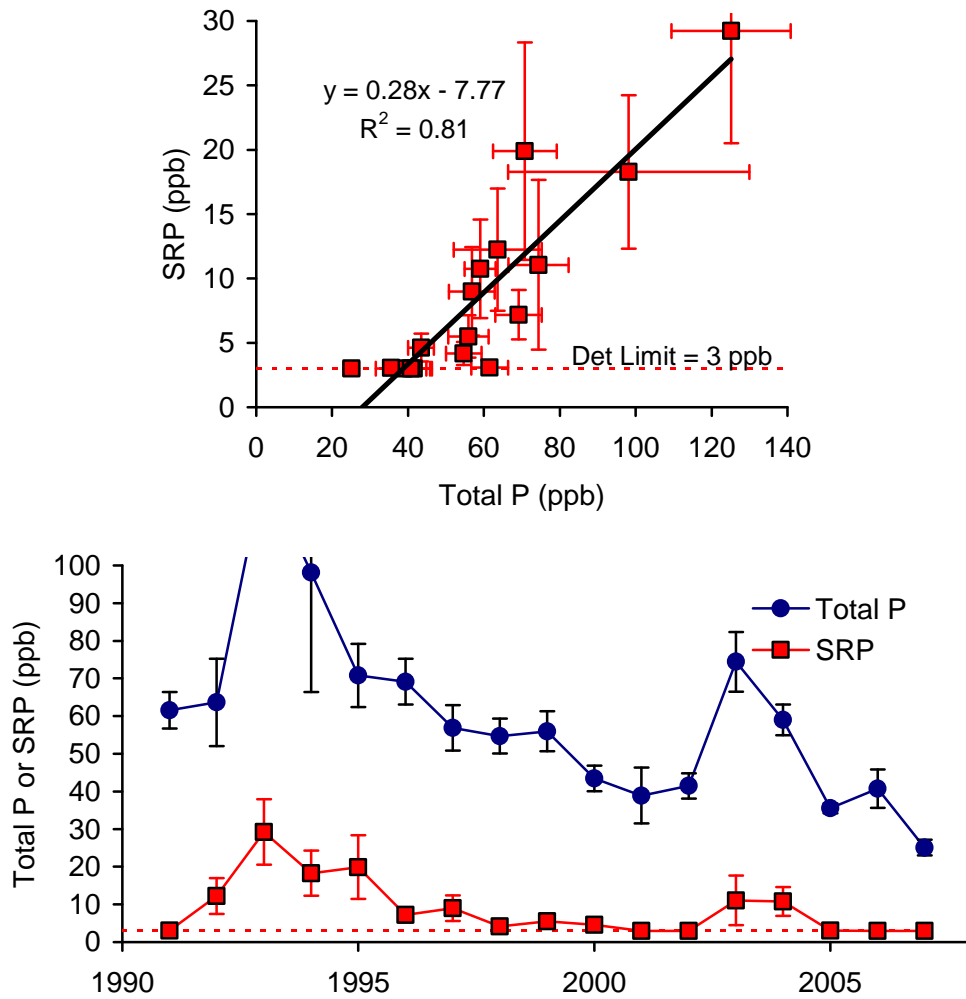 30
25
20
15
10
5
0
SRP (ppb)
y = 0.28x - 7.77
R² = 0.81
Det Limit = 3 ppb
0 20 40 60 80 100 120 140
Total P (ppb)
100
90
80
70
60
50
40
30
20
10
0
Total P or SRP (ppb)
Total P
SRP
1990 1995 2000 2005